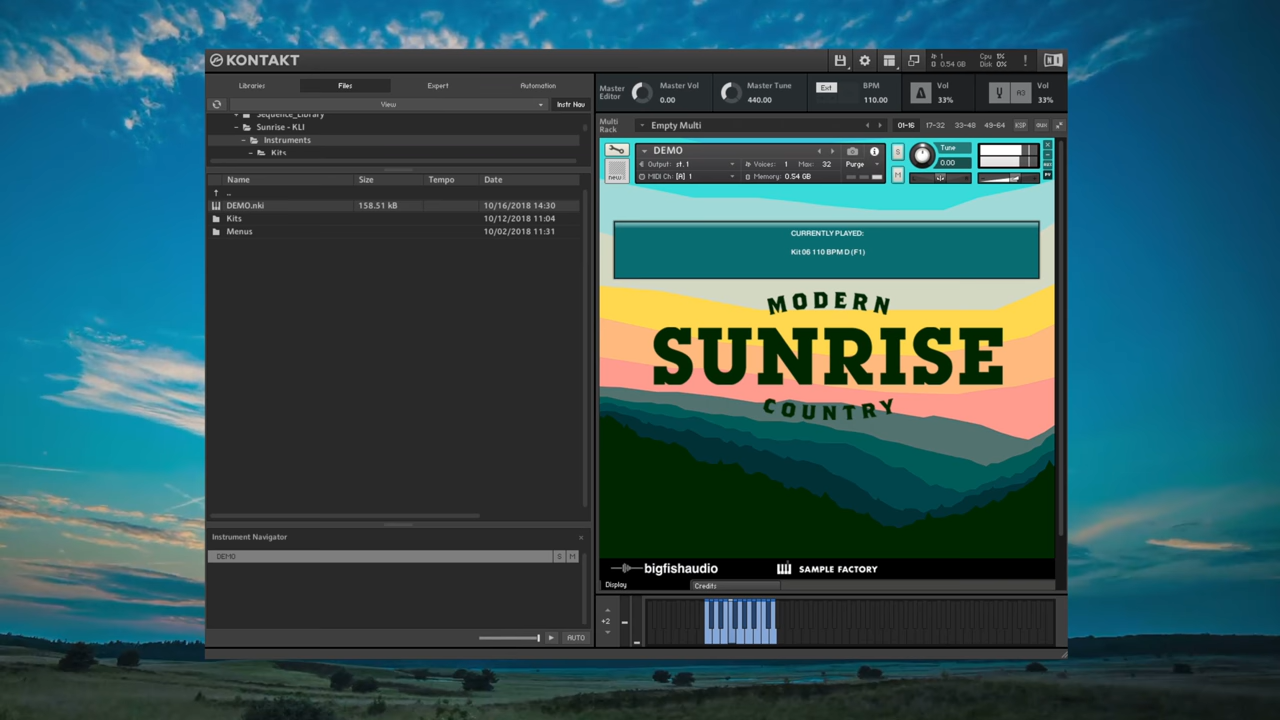 KONTAKT
1
0.54 GB
Cpu 1%
Disk 0%
!
Libraries
Files
Expert
Automation
View
Instr Nav
Sequence_Library
Sunrise - KLI
Instruments
Kits
Name Size Tempo Date
..
DEMO.nki 158.51 kB 10/16/2018 14:30
Kits 10/12/2018 11:04
Menus 10/02/2018 11:31
Instrument Navigator
DEMO S M
AUTO
Master
Editor
Master Vol
0.00
Master Tune
440.00
Ext
BPM
110.00
Vol
33%
A3
Vol
33%
Multi
Rack
Empty Multi
01-16 17-32 33-48 49-64 KSP AUX
DEMO
Output: st. 1 Voices: 1 Max: 32 Purge
MIDI Ch: [A] 1 Memory: 0.54 GB
new
S
M
Tune
0.00
CURRENTLY PLAYED:
Kit 06 110 BPM D (F1)
MODERN
SUNRISE
COUNTRY
bigfishaudio
SAMPLE FACTORY
Display
Credits
+2